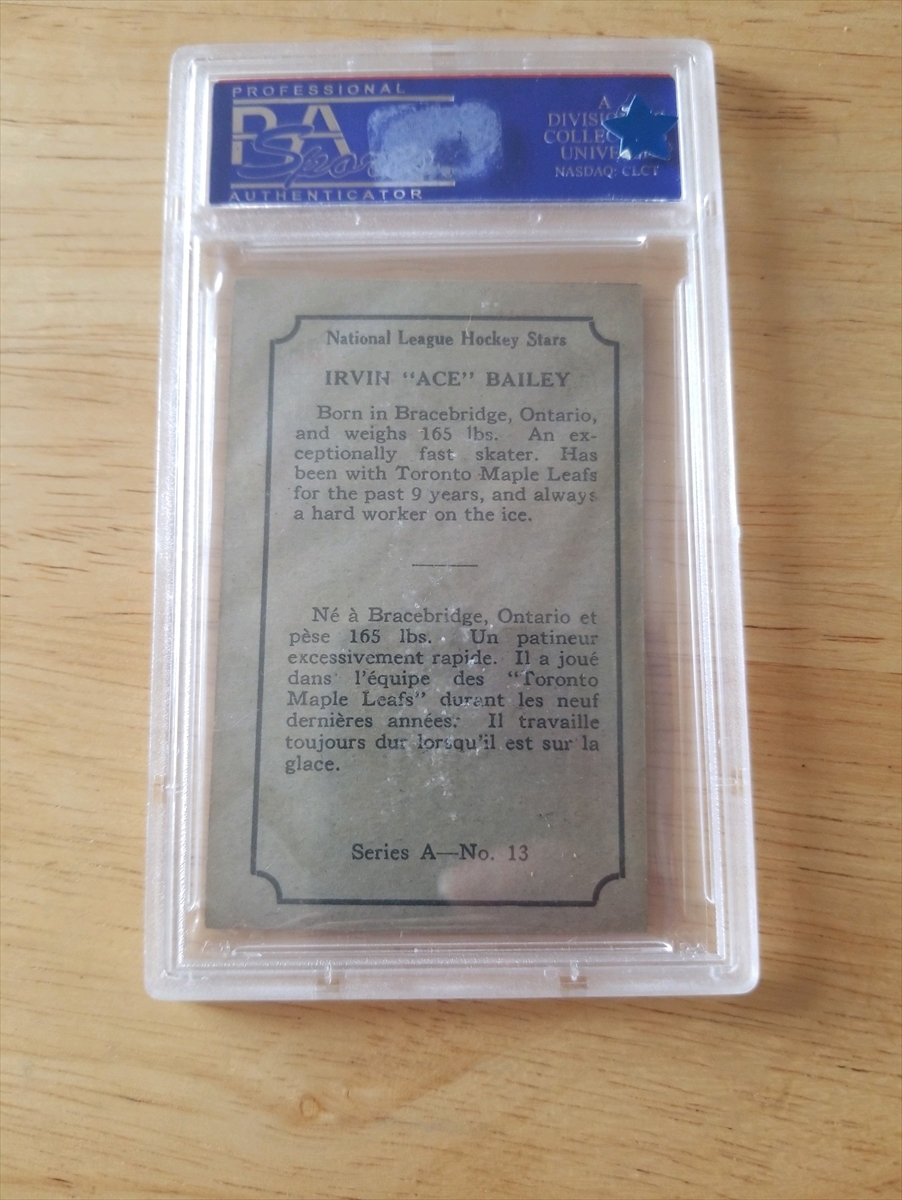 PROFESSIONAL
PSA
AUTHENTICATOR
A
COLLE
UNIVE
NASDAQ: CLCT
National League Hockey Stars
IRVIN "ACE" BAILEY
Born in Bracebridge, Ontario,
and weighs 165 lbs. An ex-
ceptionally fast skater. Has
been with Toronto Maple Leafs
for the past 9 years, and always
a hard worker on the ice.
Né à Bracebridge, Ontario et
pèse 165 lbs. Un patineur
excessivement rapide. Il a joué
dans l'équipe des "Toronto
Maple Leafs" durant les neuf
dernières années. Il travaille
toujours dur lorsqu'il est sur la
glace.
Series A—No. 13